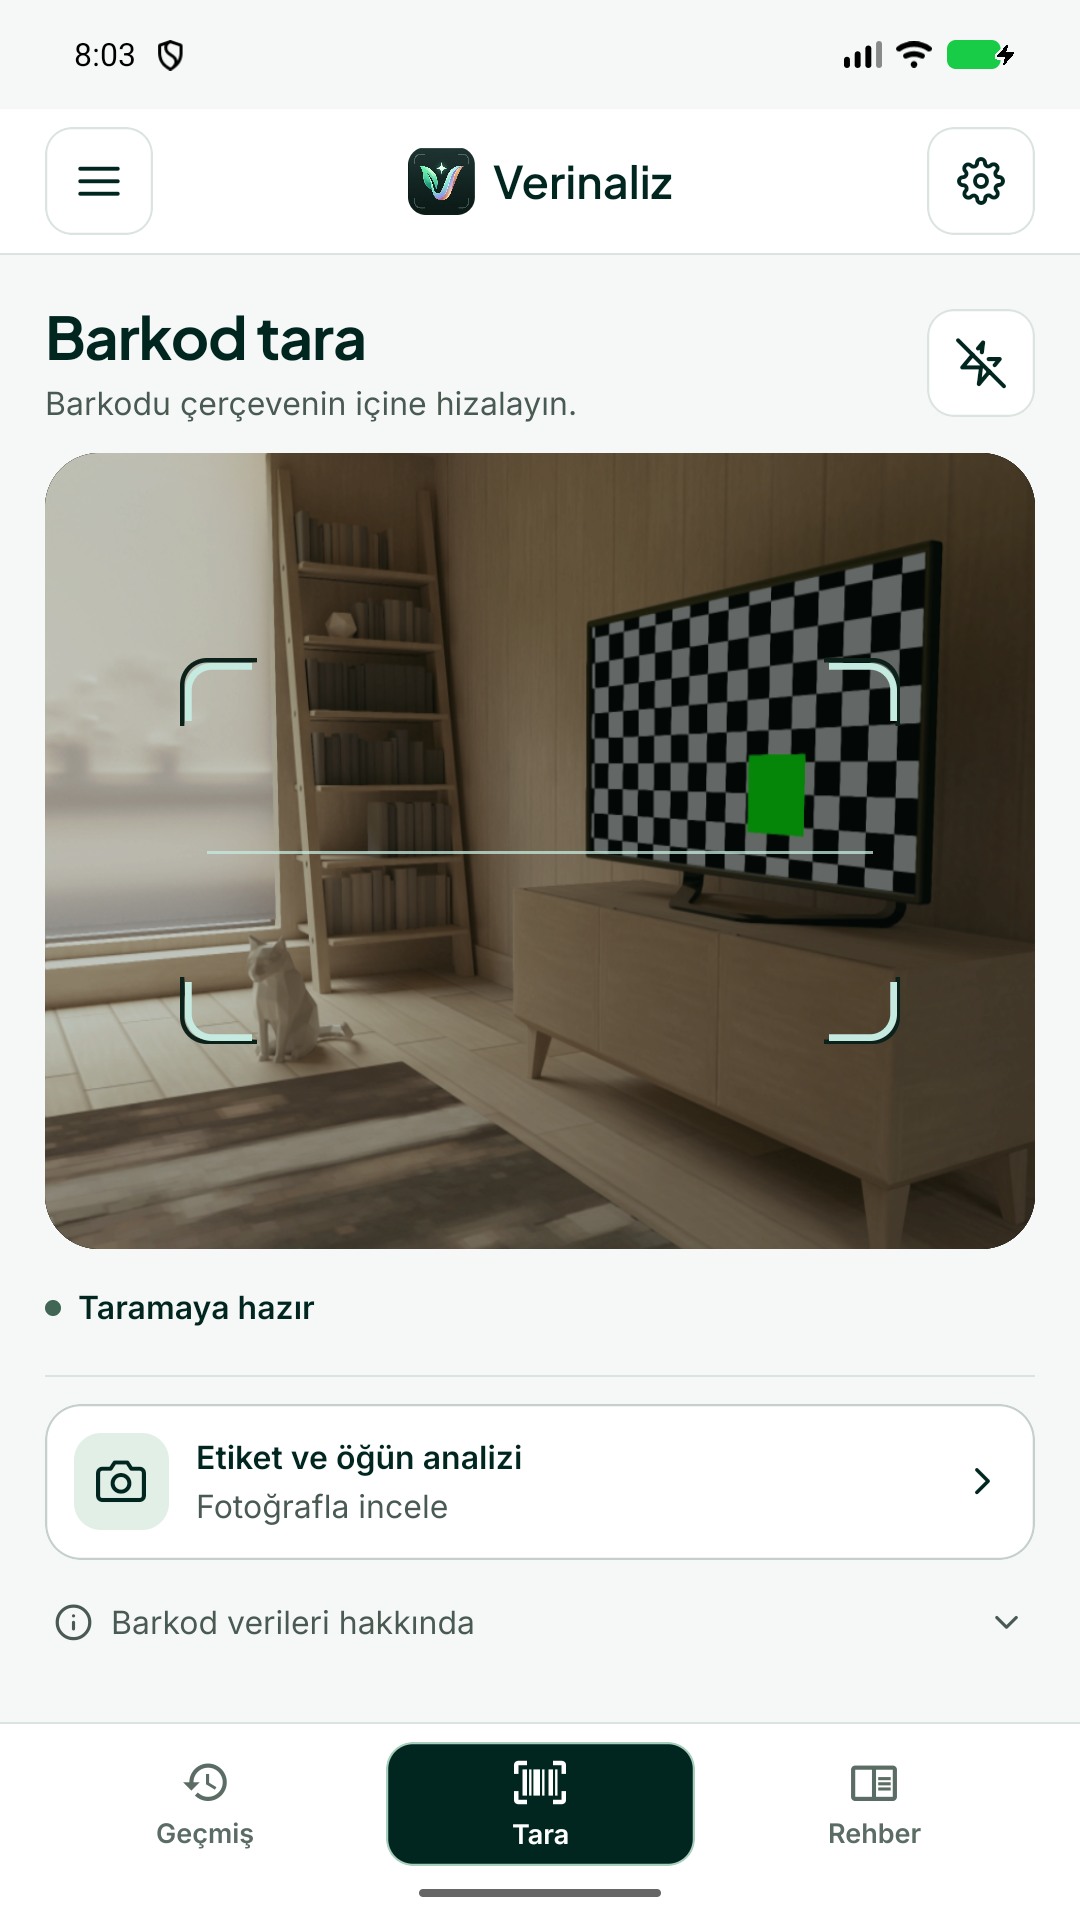 8:03
Verinaliz
Barkod tara
Barkodu çerçevenin içine hizalayın.
Taramaya hazır
Etiket ve öğün analizi
Fotoğrafla incele
Barkod verileri hakkında
Geçmiş
Tara
Rehber